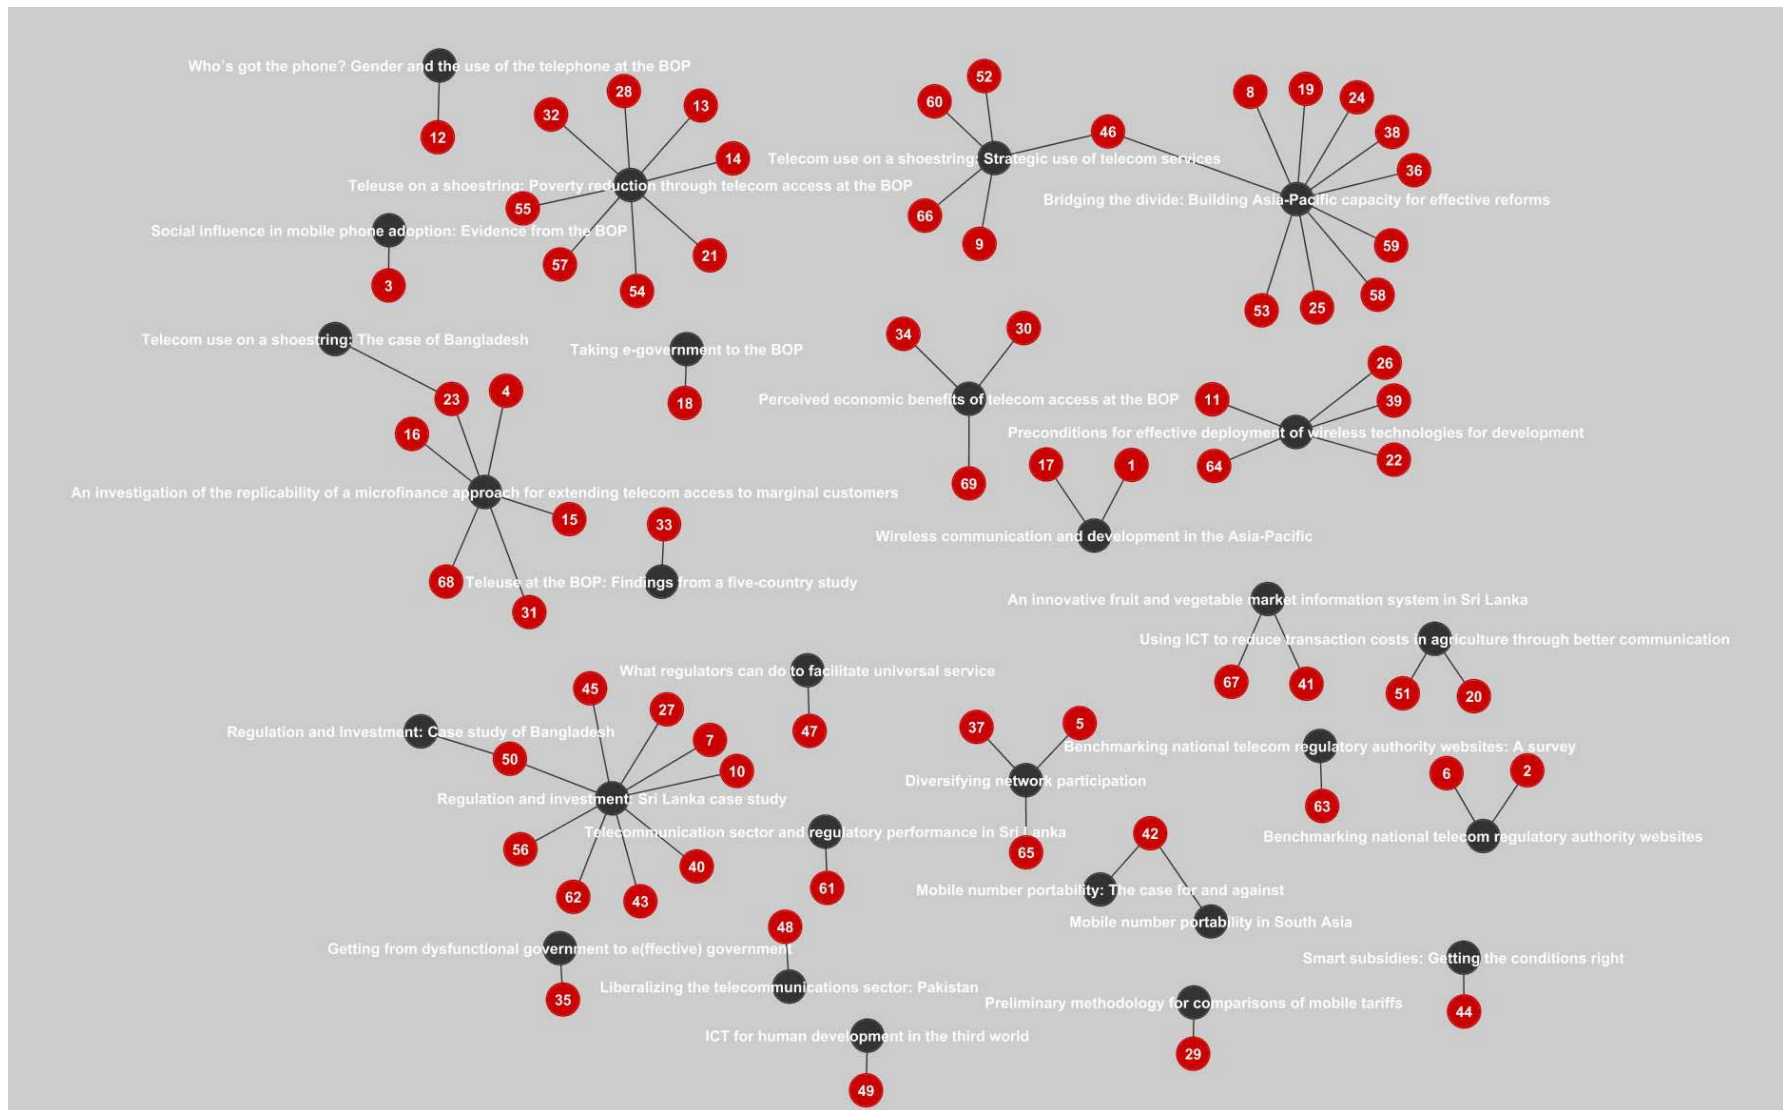 Who's got the phone? Gender and the use of the telephone at the BOP
12
32
28
13
14
Teleuse on a shoestring: Poverty reduction through telecom access at the BOP
55
57
54
21
Social influence in mobile phone adoption: Evidence from the BOP
3
60
52
46
Telecom use on a shoestring: Strategic use of telecom services
66
9
8
19
24
38
36
Bridging the divide: Building Asia-Pacific capacity for effective reforms
59
58
25
53
Telecom use on a shoestring: The case of Bangladesh
23
4
16
An investigation of the replicability of a microfinance approach for extending telecom access to marginal customers
15
68
31
Taking e-government to the BOP
18
33
Teleuse at the BOP: Findings from a five-country study
34
30
Perceived economic benefits of telecom access at the BOP
69
26
11
39
Preconditions for effective deployment of wireless technologies for development
64
22
17
1
Wireless communication and development in the Asia-Pacific
An innovative fruit and vegetable market information system in Sri Lanka
67
41
Using ICT to reduce transaction costs in agriculture through better communication
51
20
What regulators can do to facilitate universal service
47
45
27
7
10
Regulation and Investment: Case study of Bangladesh
50
Regulation and investment: Sri Lanka case study
56
62
43
40
Telecommunication sector and regulatory performance in Sri Lanka
61
37
5
Diversifying network participation
65
Benchmarking national telecom regulatory authority websites: A survey
63
6
2
Benchmarking national telecom regulatory authority websites
42
Mobile number portability: The case for and against
Mobile number portability in South Asia
Getting from dysfunctional government to e(ffective) government
35
48
Liberalizing the telecommunications sector: Pakistan
Smart subsidies: Getting the conditions right
44
Preliminary methodology for comparisons of mobile tariffs
29
ICT for human development in the third world
49